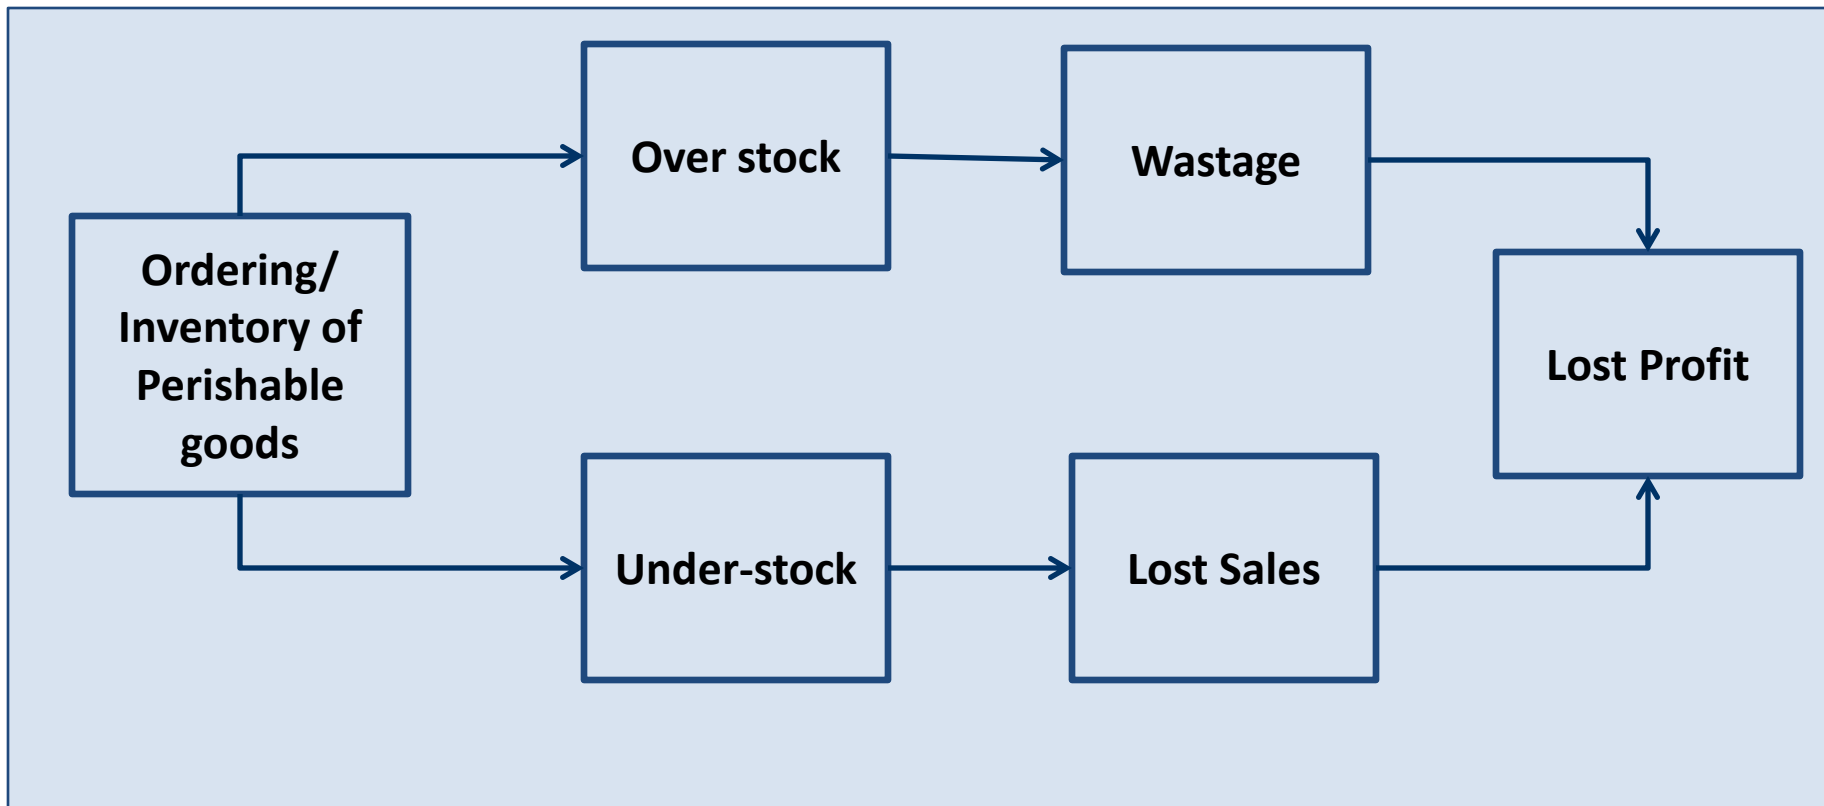 Over stock
Wastage
Ordering/
Inventory of
Perishable
goods
Lost Profit
Under-stock
Lost Sales